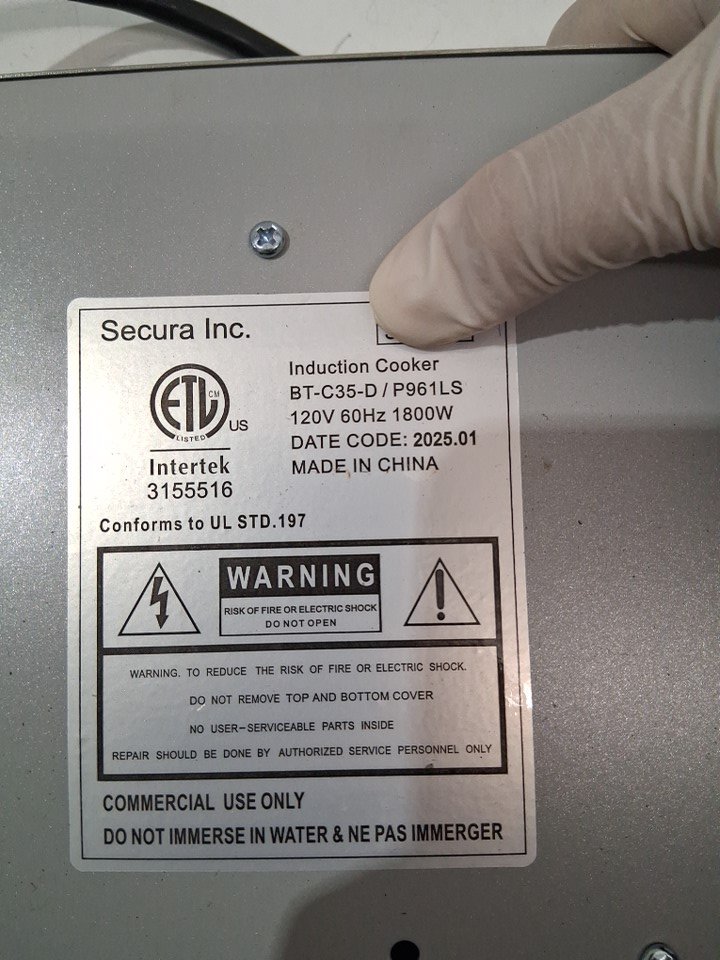 Secura Inc.
Induction Cooker
BT-C35-D / P961LS
120V 60Hz 1800W
DATE CODE: 2025.01
MADE IN CHINA
ETL CM
LISTED
US
Intertek
3155516
Conforms to UL STD.197
WARNING
RISK OF FIRE OR ELECTRIC SHOCK
DO NOT OPEN
WARNING. TO REDUCE THE RISK OF FIRE OR ELECTRIC SHOCK.
DO NOT REMOVE TOP AND BOTTOM COVER
NO USER-SERVICEABLE PARTS INSIDE
REPAIR SHOULD BE DONE BY AUTHORIZED SERVICE PERSONNEL ONLY
COMMERCIAL USE ONLY
DO NOT IMMERSE IN WATER & NE PAS IMMERGER